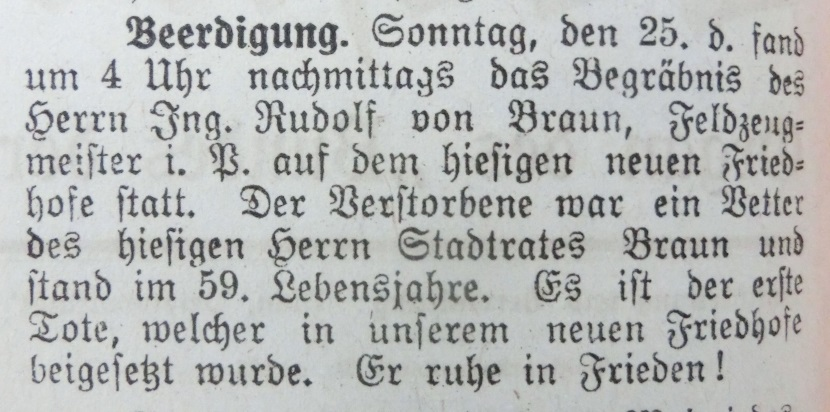 Beerdigung. Sonntag, den 25. d. fand
um 4 Uhr nachmittags das Begräbnis des
Herrn Ing. Rudolf von Braun, Feldzeug-
meister i. P. auf dem hiesigen neuen Fried-
hofe statt. Der Verstorbene war ein Vetter
des hiesigen Herrn Stadtrates Braun und
stand im 59. Lebensjahre. Es ist der erste
Tote, welcher in unserem neuen Friedhofe
beigesetzt wurde. Er ruhe in Frieden!